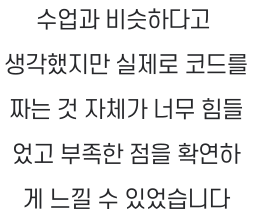 수업과 비슷하다고
생각했지만 실제로 코드를
짜는 것 자체가 너무 힘들
었고 부족한 점을 확연하
게 느낄 수 있었습니다